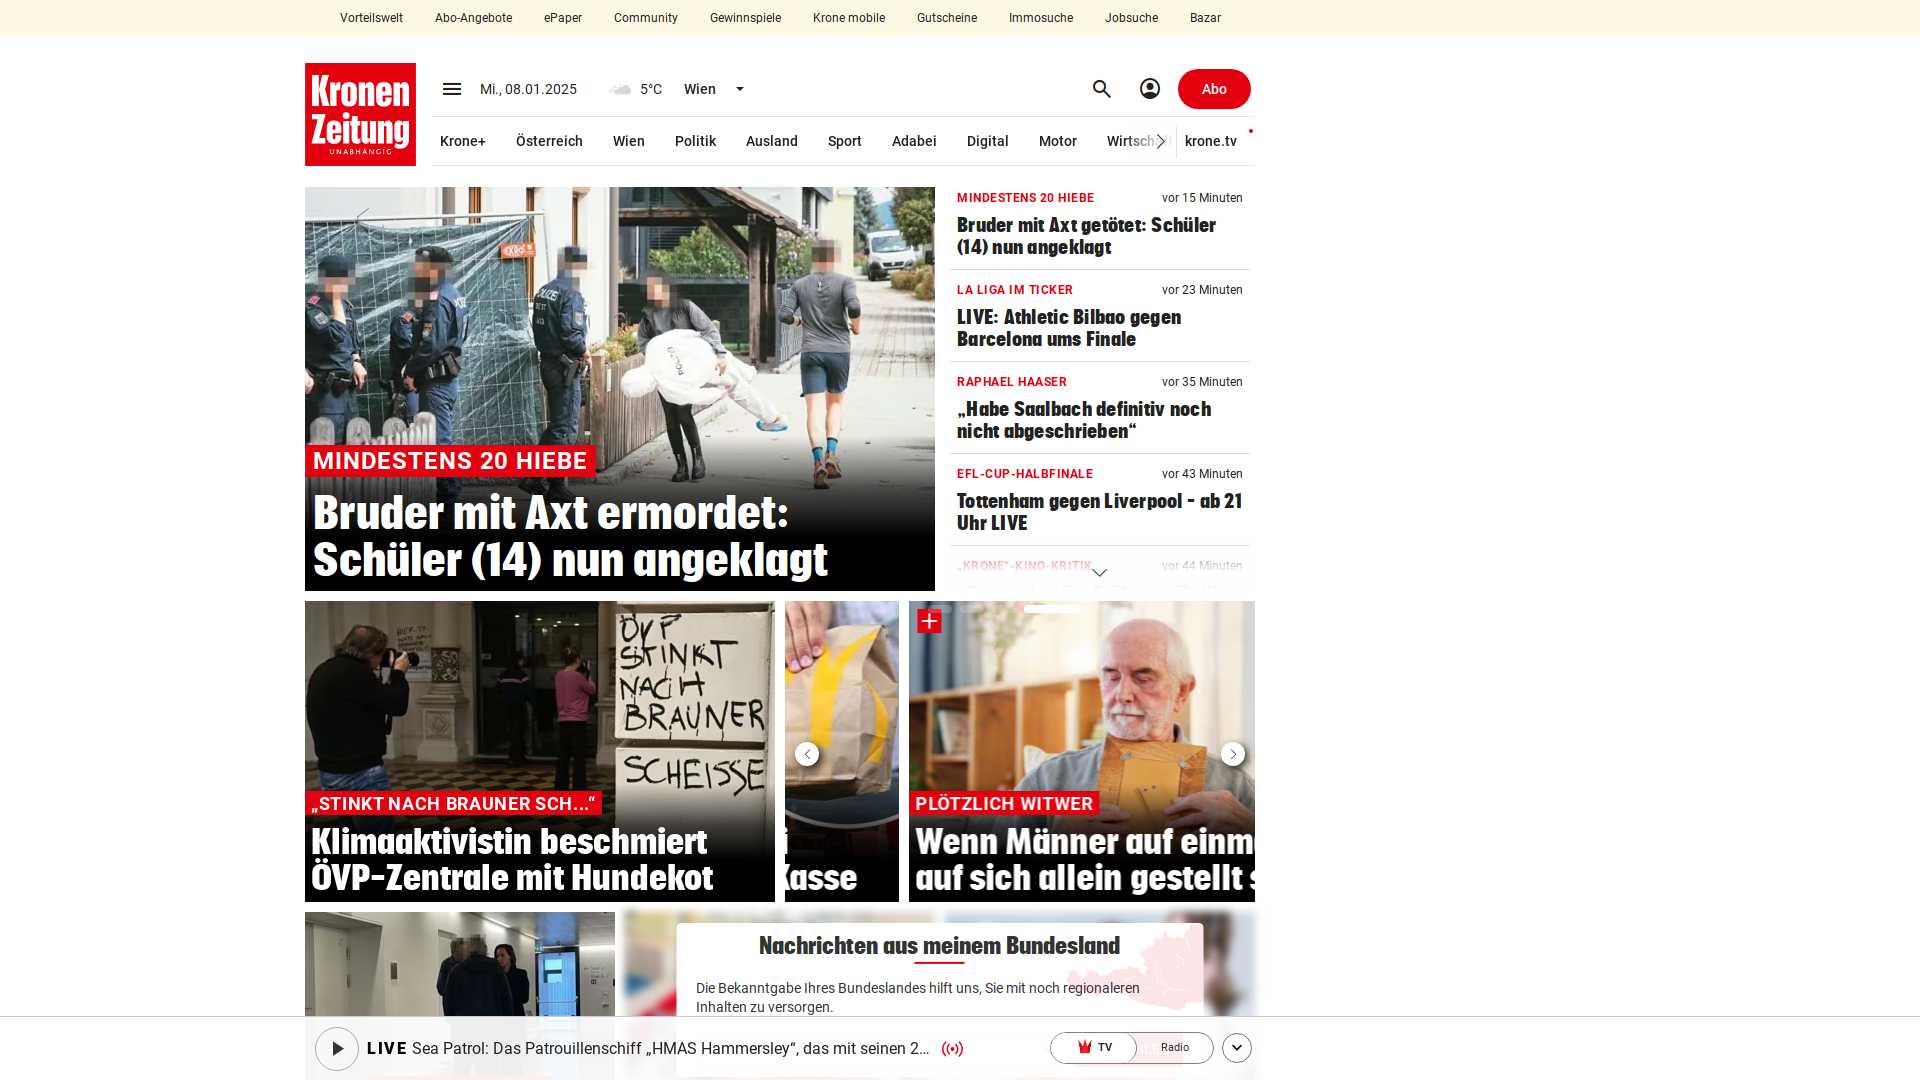 Vorteilswelt Abo-Angebote ePaper Community Gewinnspiele Krone mobile Gutscheine Immosuche Jobsuche Bazar
Kronen
Zeitung
UNABHÄNGIG
Mi., 08.01.2025 5°C Wien
Abo
Krone+ Österreich Wien Politik Ausland Sport Adabei Digital Motor Wirtschaft krone.tv
POLIZEI
MINDESTENS 20 HIEBE
Bruder mit Axt ermordet:
Schüler (14) nun angeklagt
MINDESTENS 20 HIEBE vor 15 Minuten
Bruder mit Axt getötet: Schüler
(14) nun angeklagt
LA LIGA IM TICKER vor 23 Minuten
LIVE: Athletic Bilbao gegen
Barcelona ums Finale
RAPHAEL HAASER vor 35 Minuten
„Habe Saalbach definitiv noch
nicht abgeschrieben“
EFL-CUP-HALBFINALE vor 43 Minuten
Tottenham gegen Liverpool – ab 21
Uhr LIVE
„KRONE“-KINO-KRITIK vor 44 Minuten
ÖVP
STINKT
NACH
BRAUNER
SCHEISSE
„STINKT NACH BRAUNER SCH...“
Klimaaktivistin beschmiert
ÖVP-Zentrale mit Hundekot
Kasse
PLÖTZLICH WITWER
Wenn Männer auf einm
auf sich allein gestellt s
Nachrichten aus meinem Bundesland
Die Bekanntgabe Ihres Bundeslandes hilft uns, Sie mit noch regionaleren
Inhalten zu versorgen.
LIVE Sea Patrol: Das Patrouillenschiff „HMAS Hammersley“, das mit seinen 2...
TV Radio